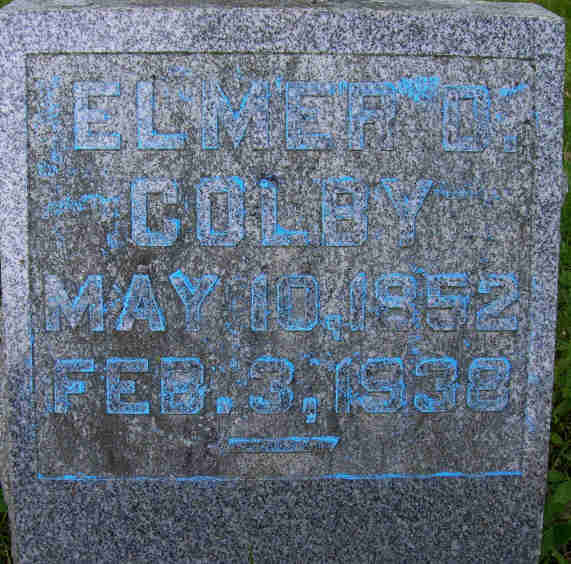 ELMER D.
COLBY
MAY 10, 1852
FEB. 3, 1938